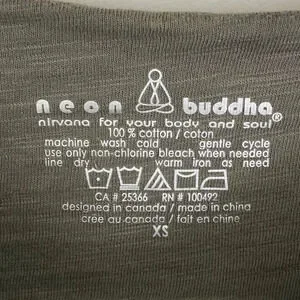 neon buddha®
nirvana for your body and soul
100 % cotton / coton
machine wash cold gentle cycle
use only non-chlorine bleach when needed
line dry warm iron as need
CA # 25366 RN # 100492
designed in canada / made in china
crée au canada / fait en chine
XS